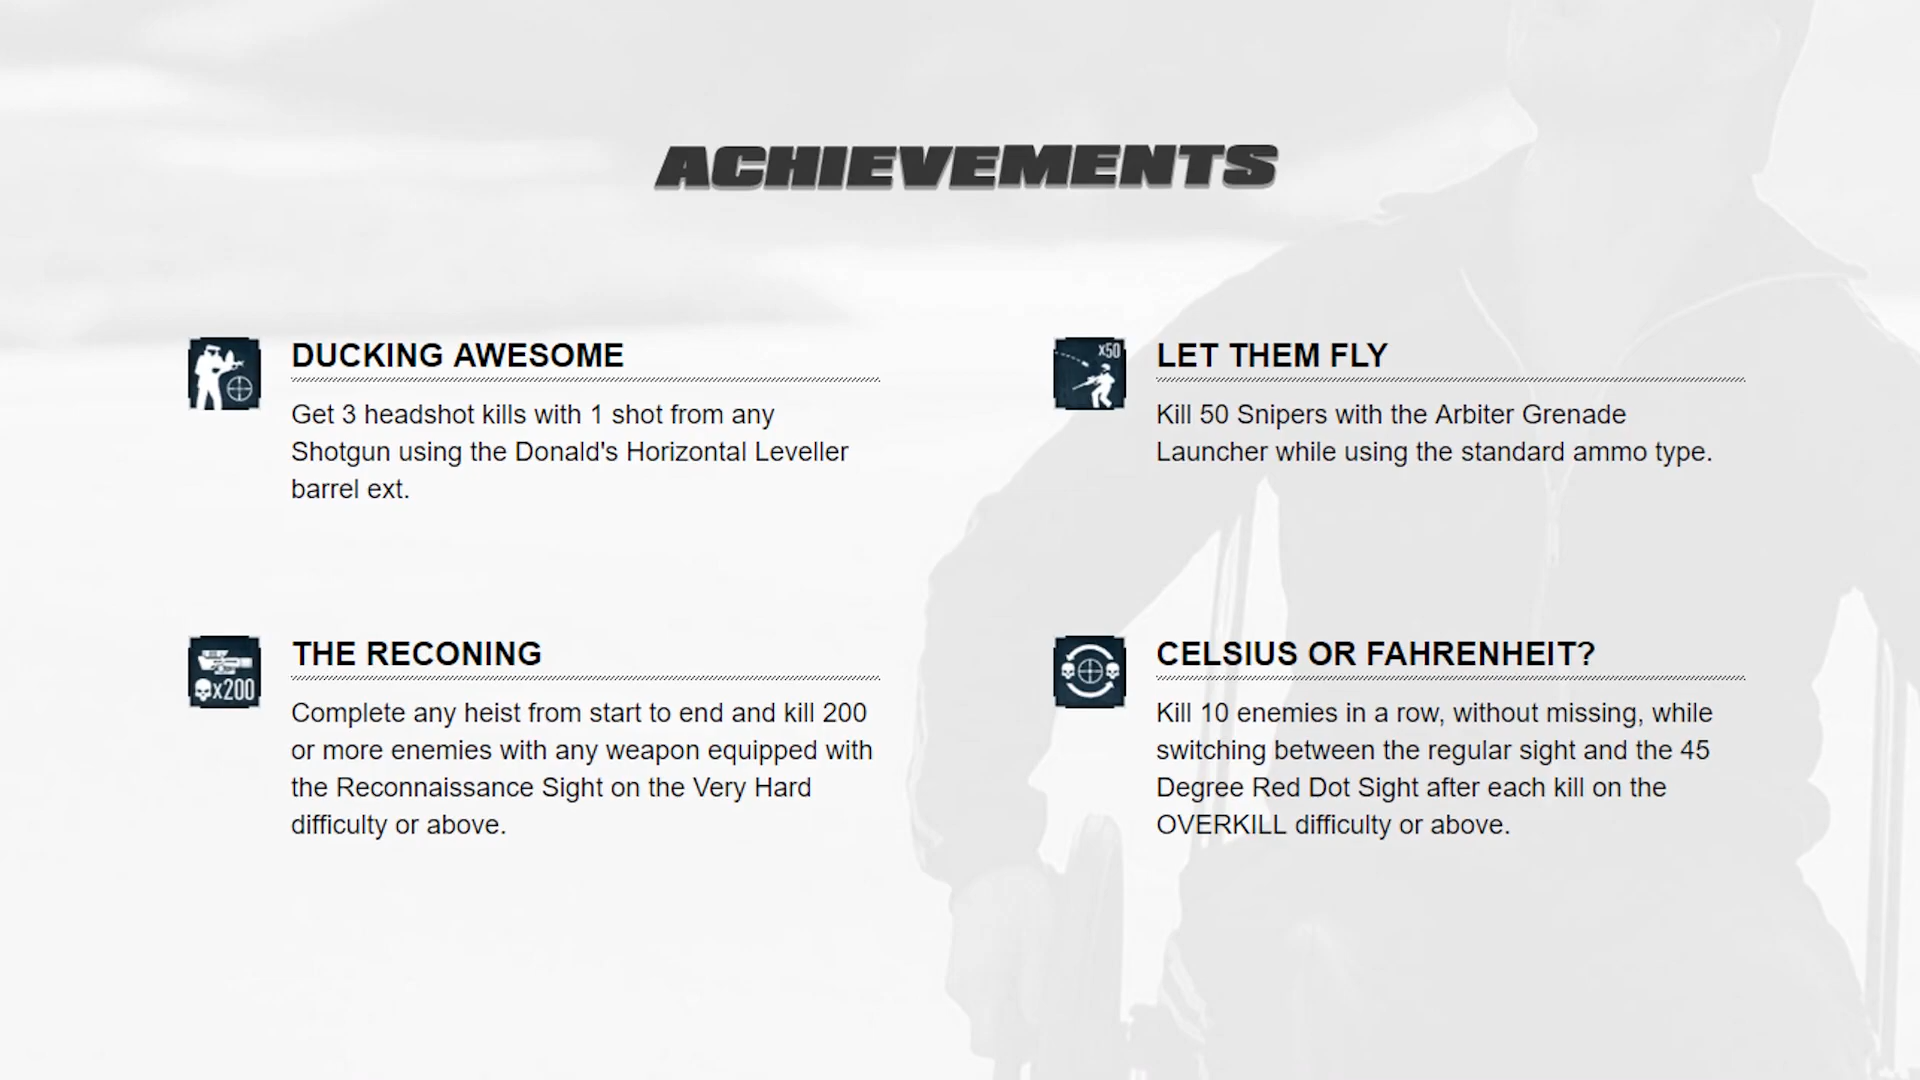 ACHIEVEMENTS
DUCKING AWESOME
Get 3 headshot kills with 1 shot from any
Shotgun using the Donald's Horizontal Leveller
barrel ext.
x50
LET THEM FLY
Kill 50 Snipers with the Arbiter Grenade
Launcher while using the standard ammo type.
x200
THE RECONING
Complete any heist from start to end and kill 200
or more enemies with any weapon equipped with
the Reconnaissance Sight on the Very Hard
difficulty or above.
CELSIUS OR FAHRENHEIT?
Kill 10 enemies in a row, without missing, while
switching between the regular sight and the 45
Degree Red Dot Sight after each kill on the
OVERKILL difficulty or above.